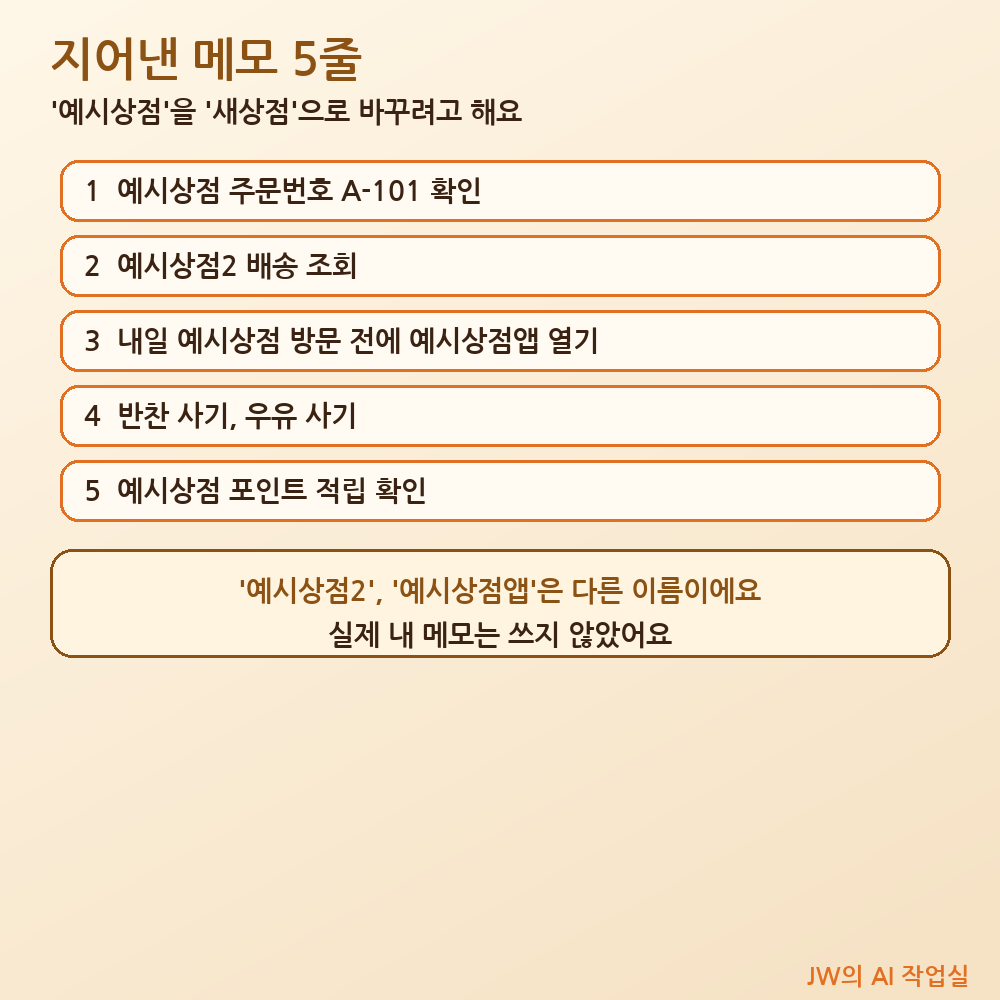 지어낸 메모 5줄
'예시상점'을 '새상점'으로 바꾸려고 해요
1 예시상점 주문번호 A-101 확인
2 예시상점2 배송 조회
3 내일 예시상점 방문 전에 예시상점앱 열기
4 반찬 사기, 우유 사기
5 예시상점 포인트 적립 확인
'예시상점2', '예시상점앱'은 다른 이름이에요
실제 내 메모는 쓰지 않았어요
JW의 AI 작업실